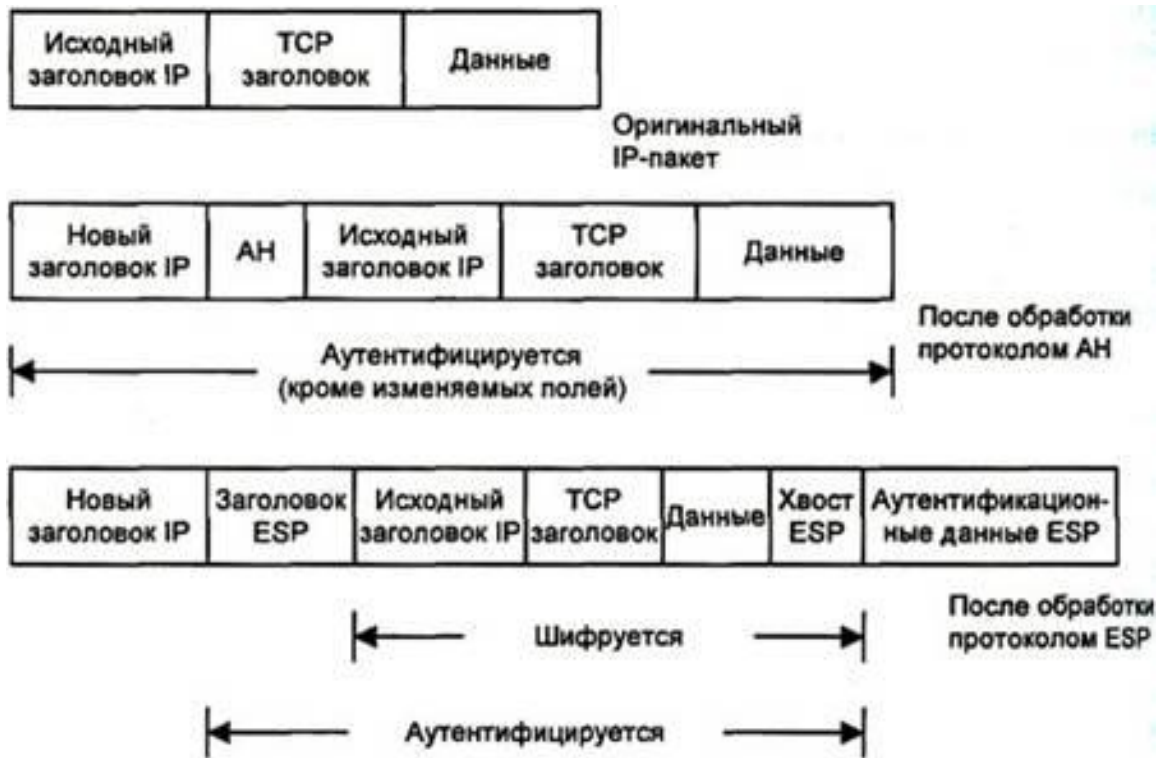 Исходный
заголовок IP
TCP
заголовок
Данные
Оригинальный
IP-пакет
Новый
заголовок IP
AH
Исходный
заголовок IP
TCP
заголовок
Данные
После обработки
протоколом AH
Аутентифицируется
(кроме изменяемых полей)
Новый
заголовок IP
Заголовок
ESP
Исходный
заголовок IP
TCP
заголовок
Данные
Хвост
ESP
Аутентификацион-
ные данные ESP
После обработки
протоколом ESP
Шифруется
Аутентифицируется